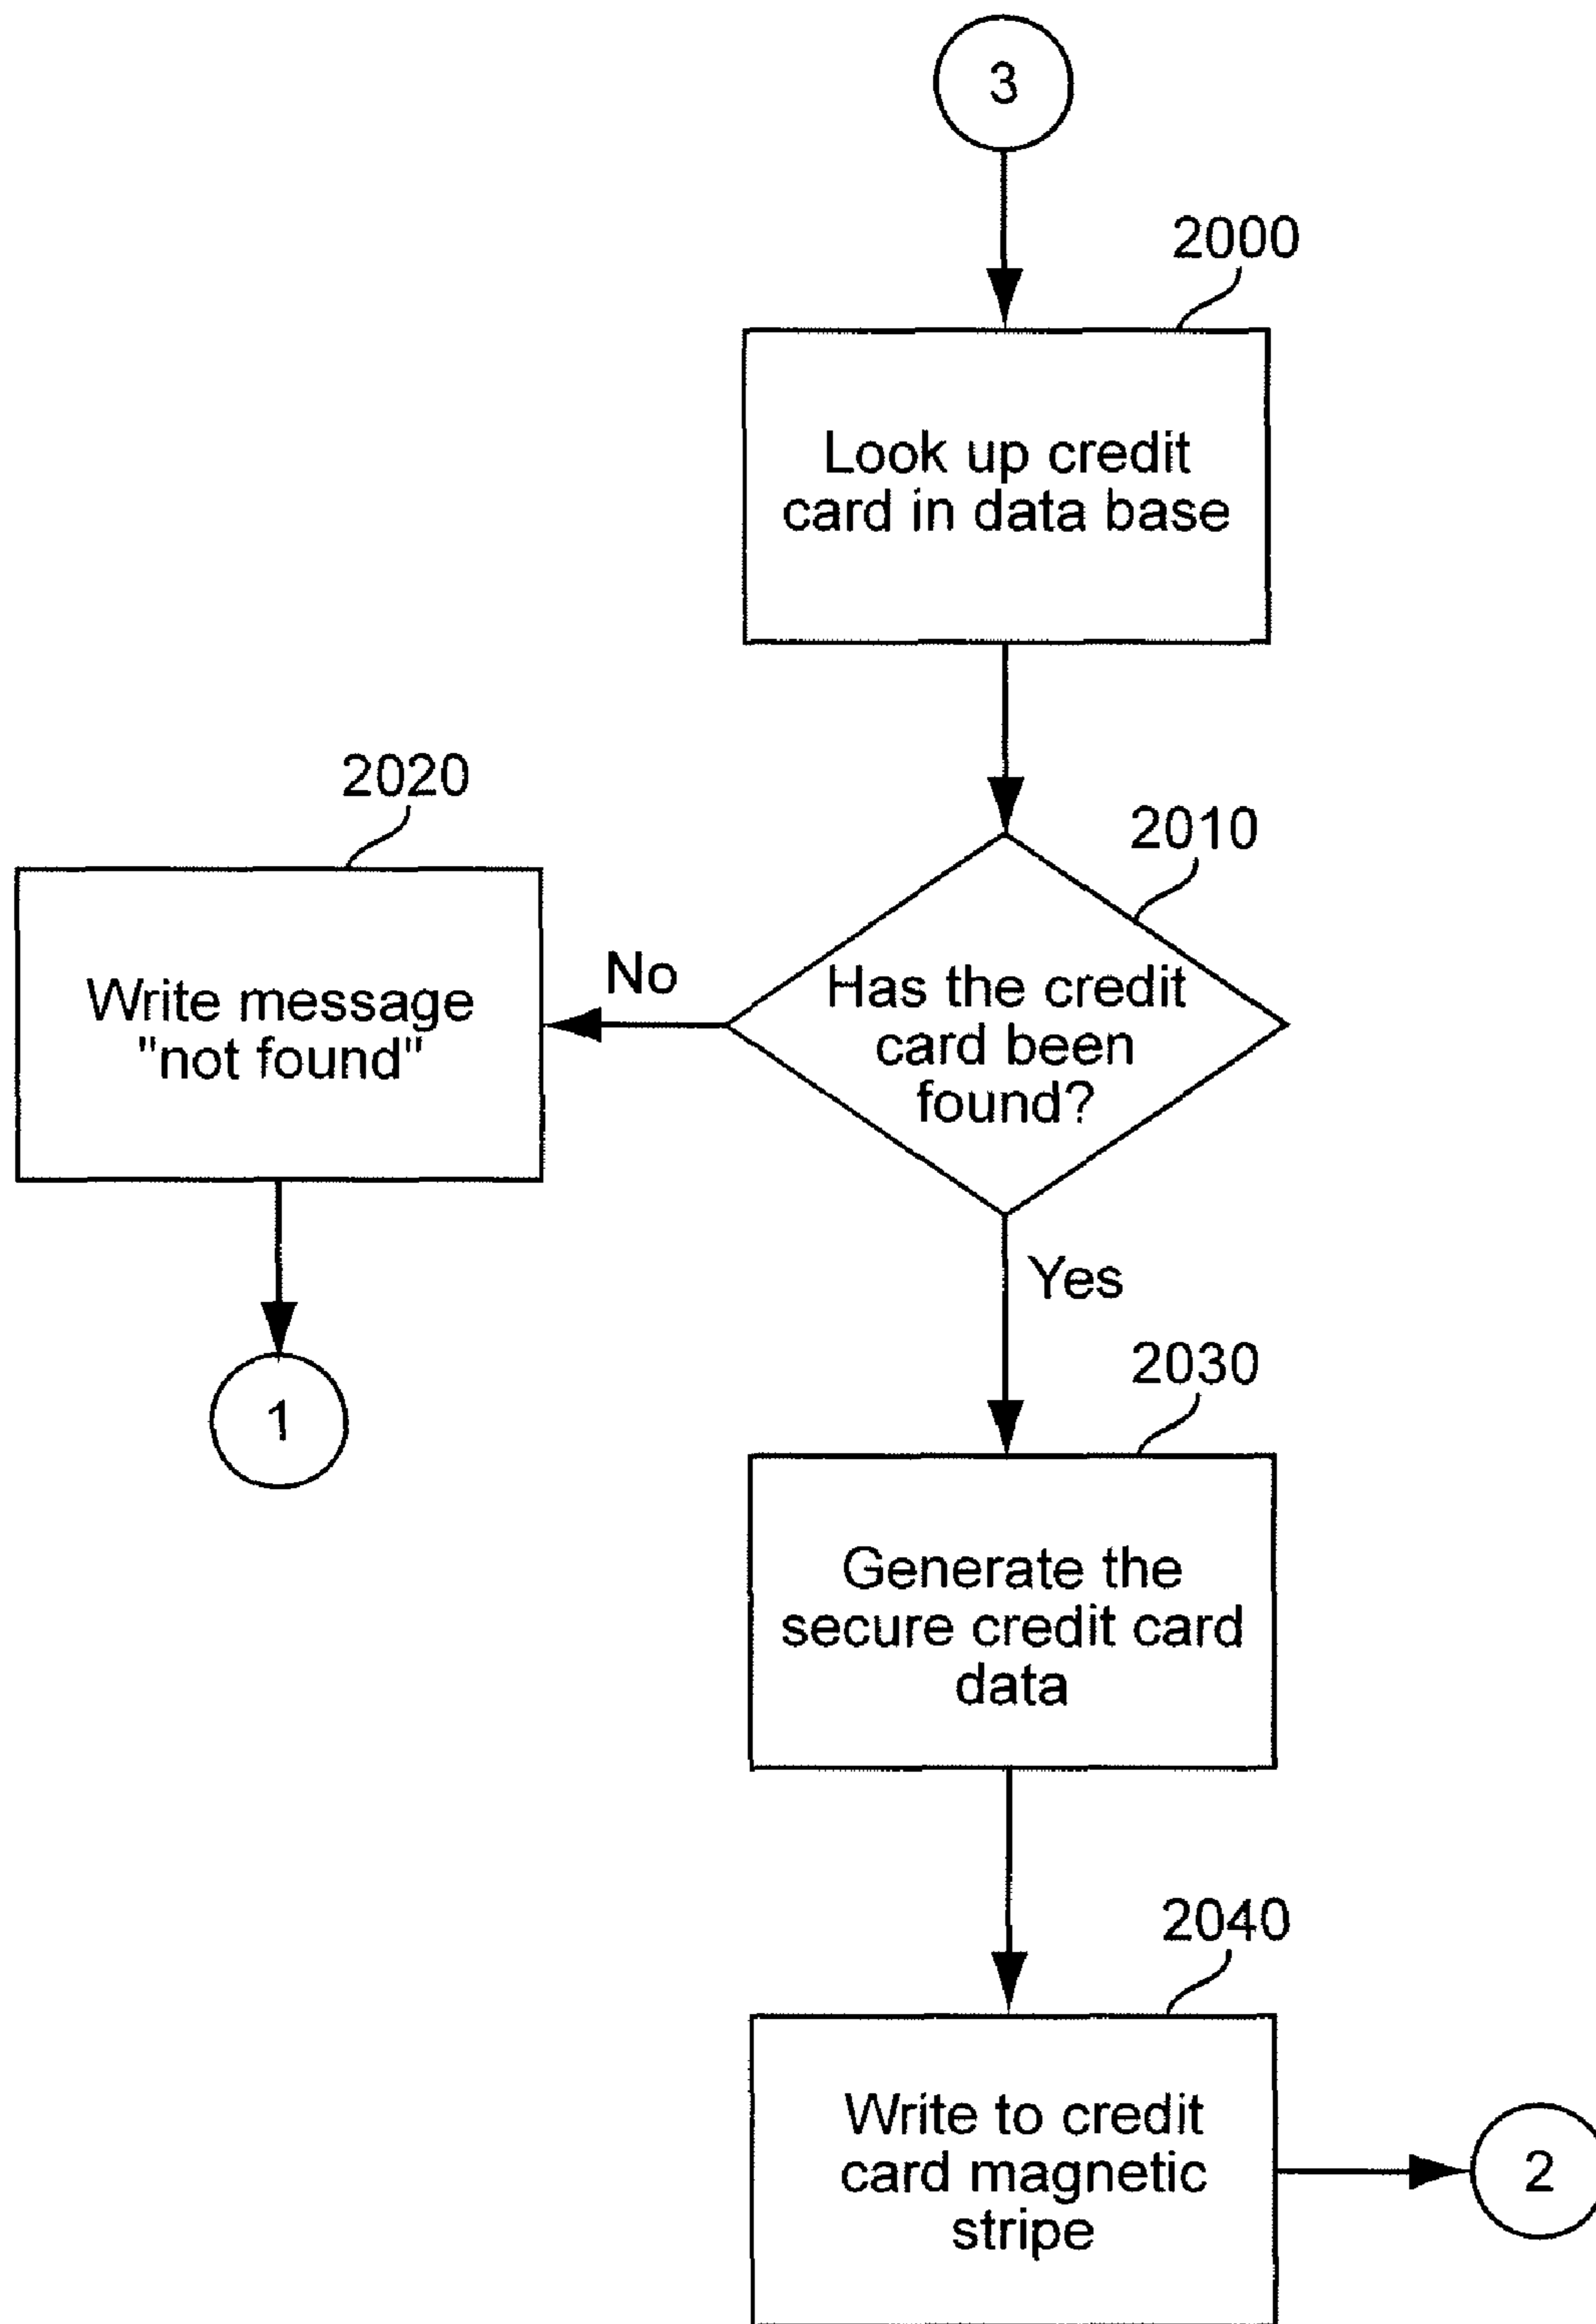 3
2000
Look up credit
card in data base
2020
2010
Write message
"not found"
No
Has the credit
card been
found?
Yes
1
2030
Generate the
secure credit card
data
2040
Write to credit
card magnetic
stripe
2